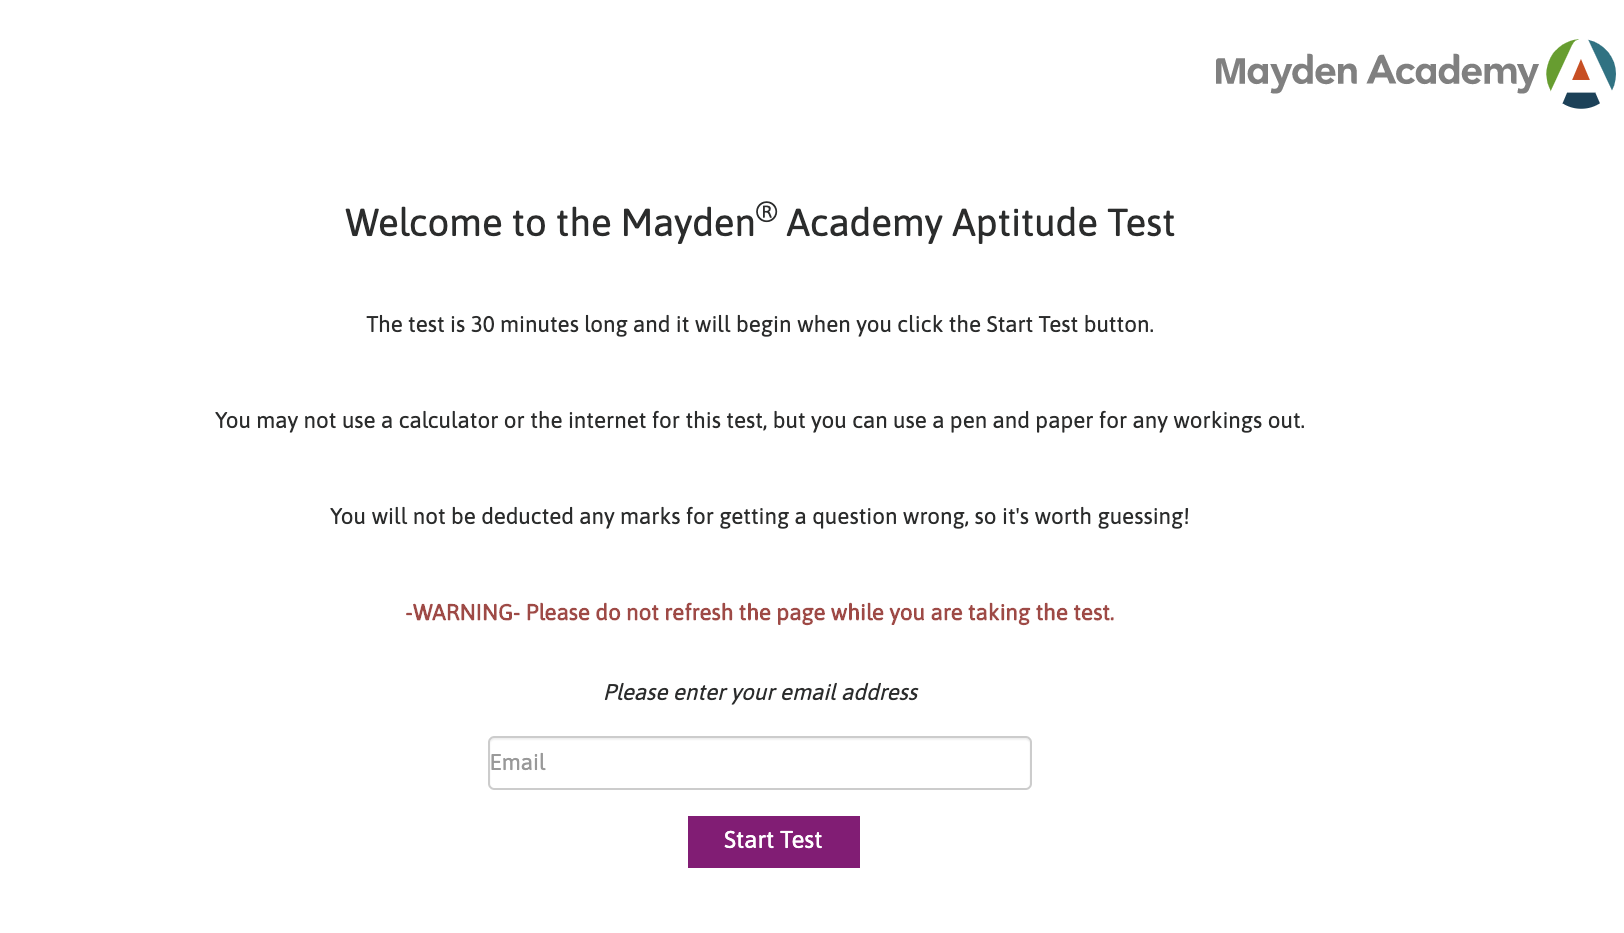 Mayden Academy
Welcome to the Mayden® Academy Aptitude Test
The test is 30 minutes long and it will begin when you click the Start Test button.
You may not use a calculator or the internet for this test, but you can use a pen and paper for any workings out.
You will not be deducted any marks for getting a question wrong, so it's worth guessing!
-WARNING- Please do not refresh the page while you are taking the test.
Please enter your email address
Email
Start Test